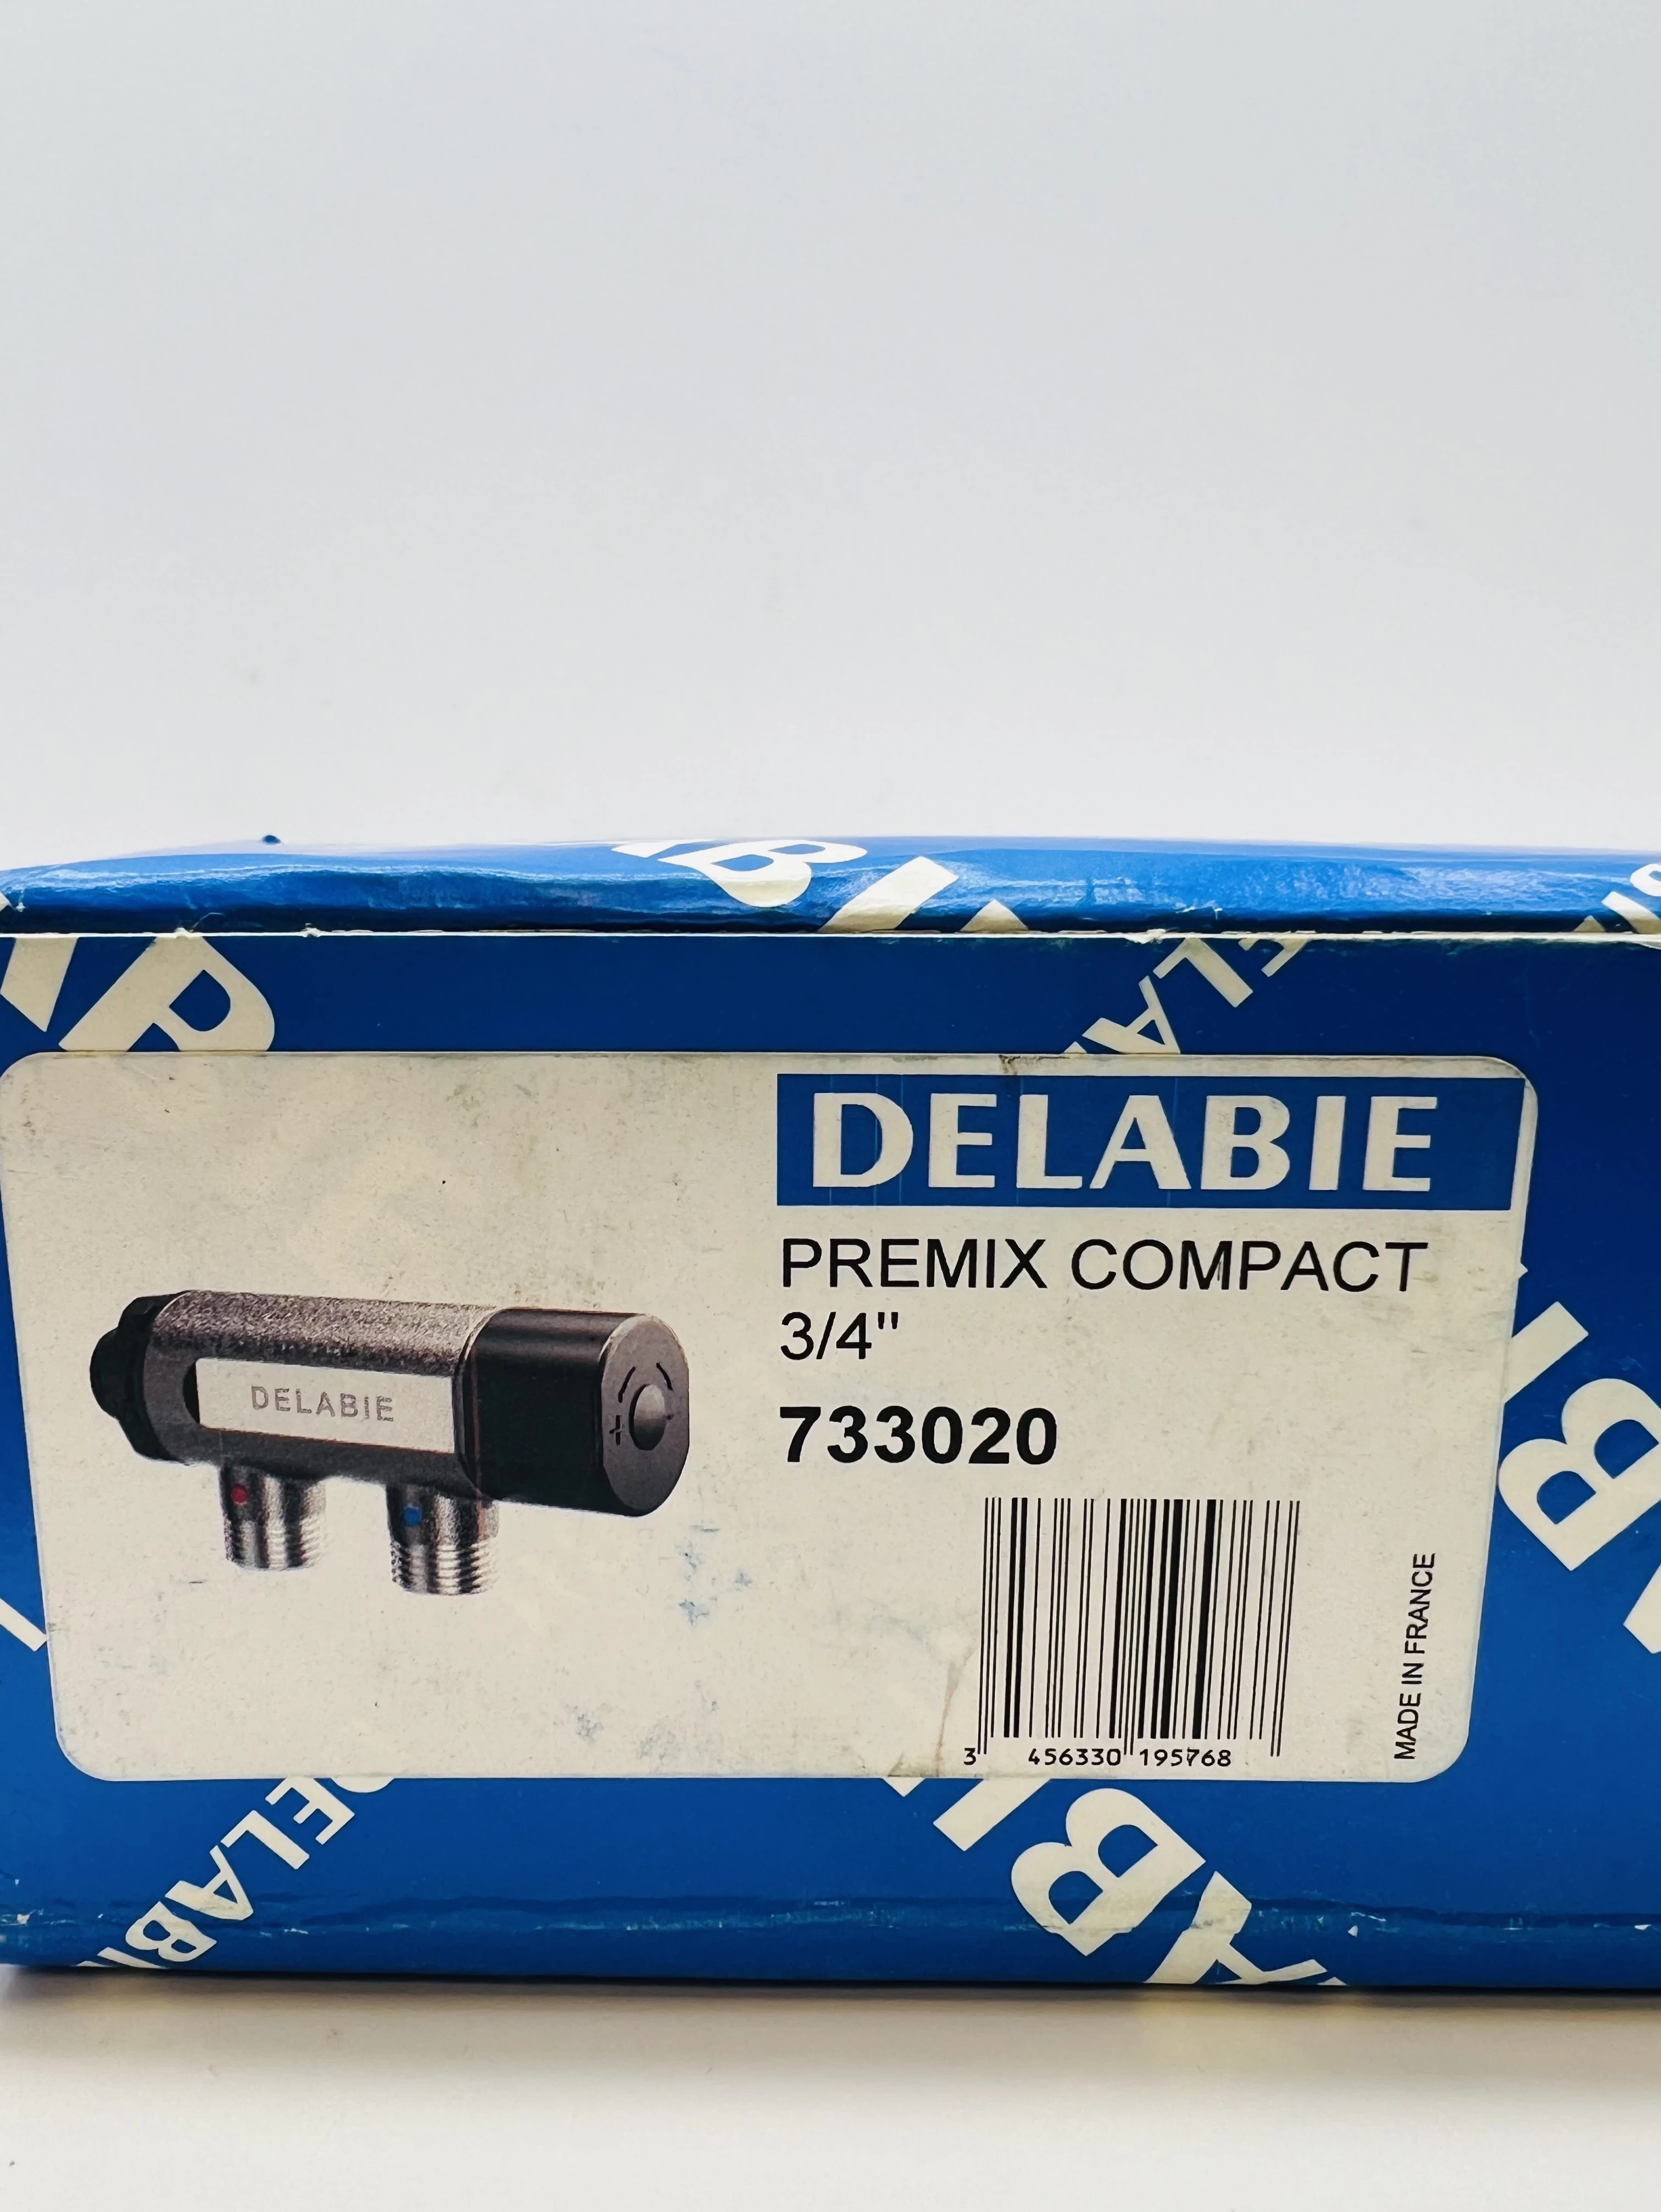 DELABIE
PREMIX COMPACT
3/4"
733020
DELABIE
3 456330 195768
MADE IN FRANCE